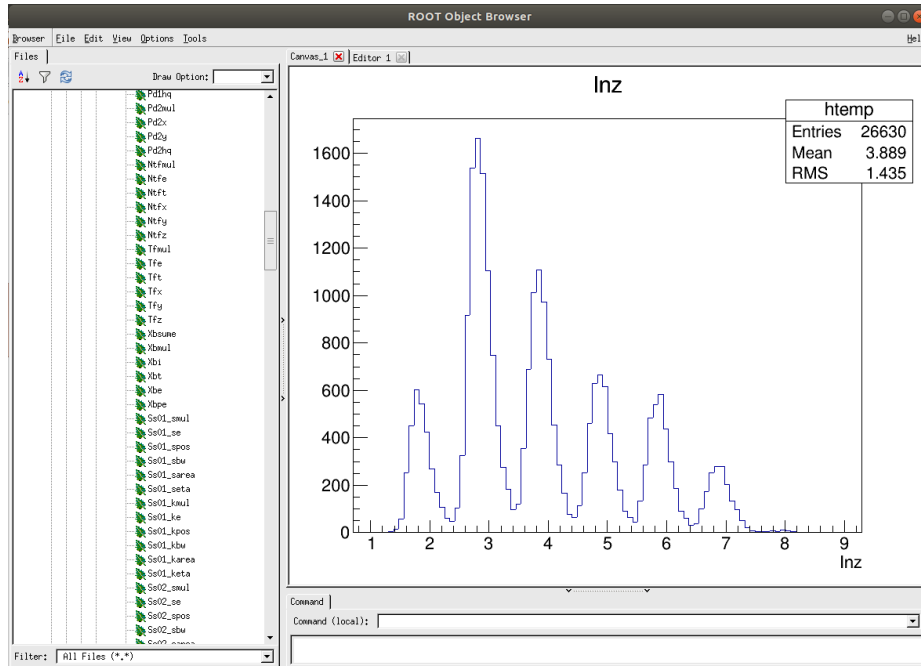 ROOT Object Browser
Browser File Edit View Options Tools Hel
Files
Canvas_1 Editor 1
Draw Option:
Pd1hq
Pd2mul
Pd2x
Pd2y
Pd2hq
Ntfmul
Ntfe
Ntft
Ntfx
Ntfy
Ntfz
Tfmul
Tfe
Tft
Tfx
Tfy
Tfz
Xbsume
Xbmul
Xbi
Xbt
Xbe
Xbpe
Ss01_smul
Ss01_se
Ss01_spos
Ss01_sbw
Ss01_sarea
Ss01_seta
Ss01_kmul
Ss01_ke
Ss01_kpos
Ss01_kbw
Ss01_karea
Ss01_keta
Ss02_smul
Ss02_se
Ss02_spos
Ss02_sbw
Filter: All Files (*.*)
Inz
htemp
Entries 26630
Mean 3.889
RMS 1.435
1600
1400
1200
1000
800
600
400
200
0
1 2 3 4 5 6 7 8 9
Inz
Command
Command (local):